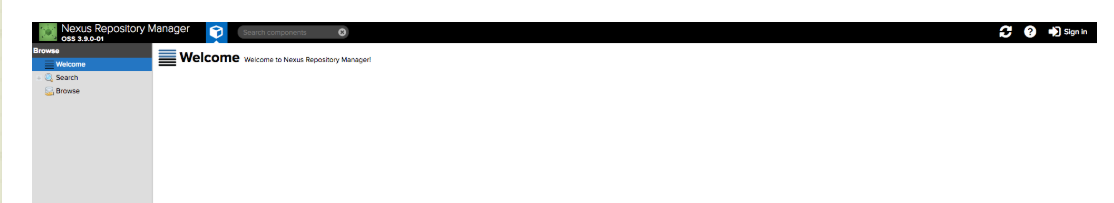 Nexus Repository Manager
OSS 3.9.0-01
Search components
Sign in
Browse
Welcome
Search
Browse
Welcome Welcome to Nexus Repository Manager!